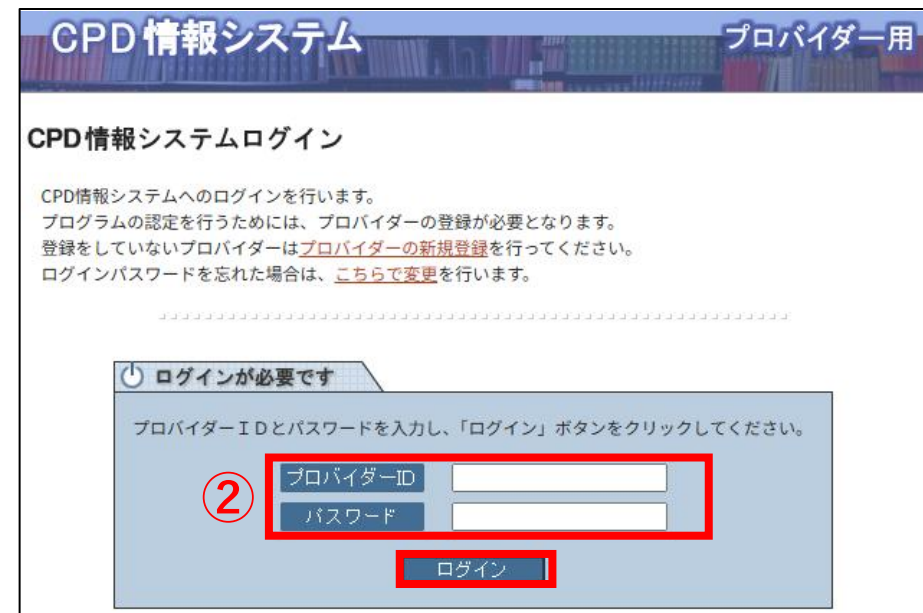 CPD情報システム
プロバイダー用
CPD情報システムログイン
CPD情報システムへのログインを行います。
プログラムの認定を行うためには、プロバイダーの登録が必要となります。
登録をしていないプロバイダーはプロバイダーの新規登録を行ってください。
ログインパスワードを忘れた場合は、こちらで変更を行います。
ログインが必要です
プロバイダーＩＤとパスワードを入力し、「ログイン」ボタンをクリックしてください。
②
プロバイダーID
パスワード
ログイン